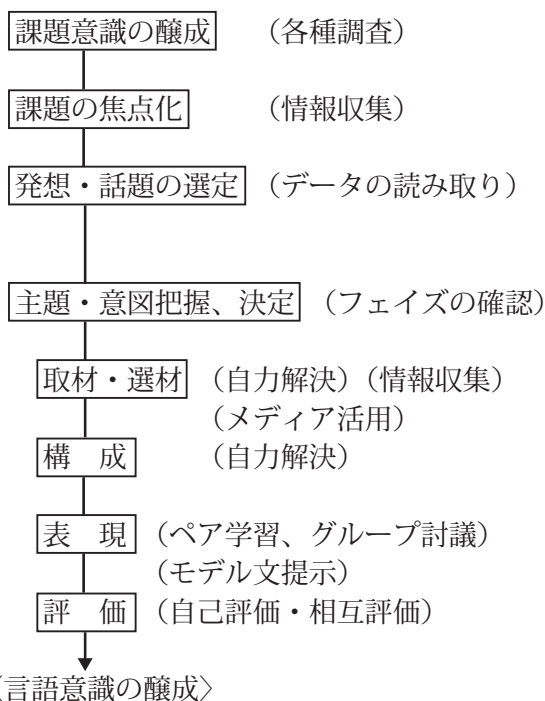 課題意識の醸成 （各種調査）
課題の焦点化 （情報収集）
発想・話題の選定 （データの読み取り）
主題・意図把握、決定 （フェイズの確認）
取材・選材 （自力解決）（情報収集）
（メディア活用）
構　成 （自力解決）
表　現 （ペア学習、グループ討議）
（モデル文提示）
評　価 （自己評価・相互評価）
言語意識の醸成〉